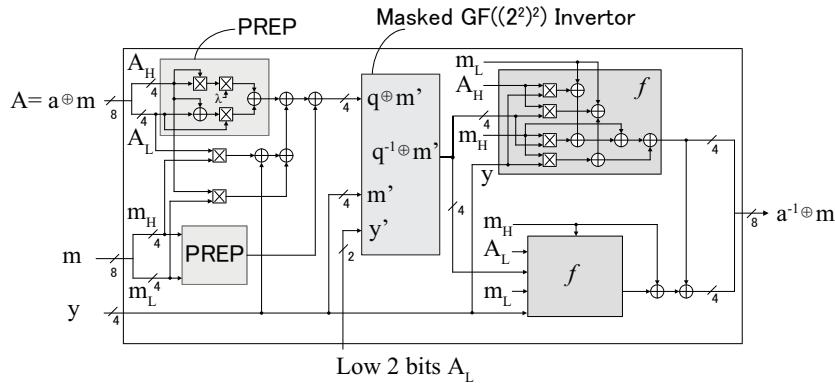 PREP
Masked GF((2²)²) Invertor
A_H
4
λ
A= a⊕m
8
4
A_L
4
q⊕m'
q⁻¹⊕m'
m'
y'
4
4
2
m_L
A_H
4
m_H
y
f
4
a⁻¹⊕m
8
m_H
4
m
8
PREP
4
m_L
y
4
m_H
A_L
m_L
f
4
Low 2 bits A_L